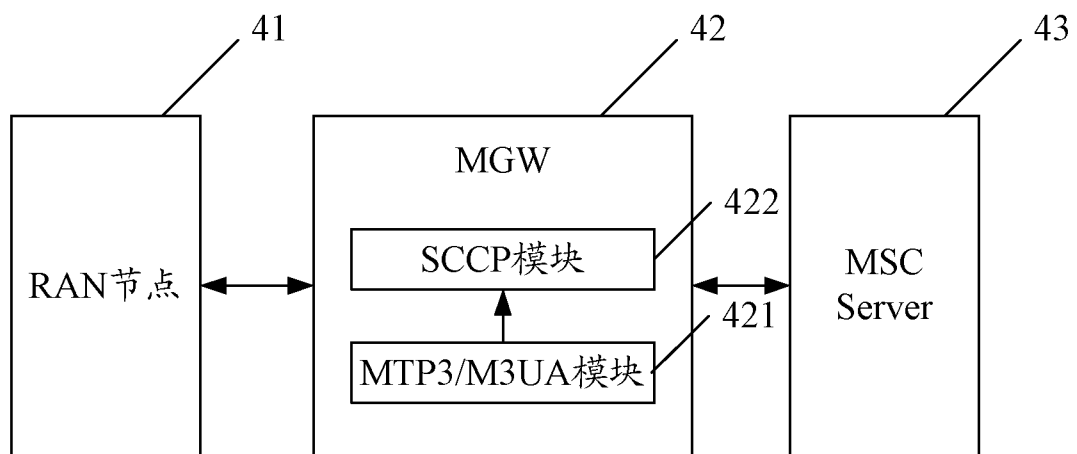 41
42
43
MGW
422
SCCP模块
RAN节点
MSC
Server
421
MTP3/M3UA模块